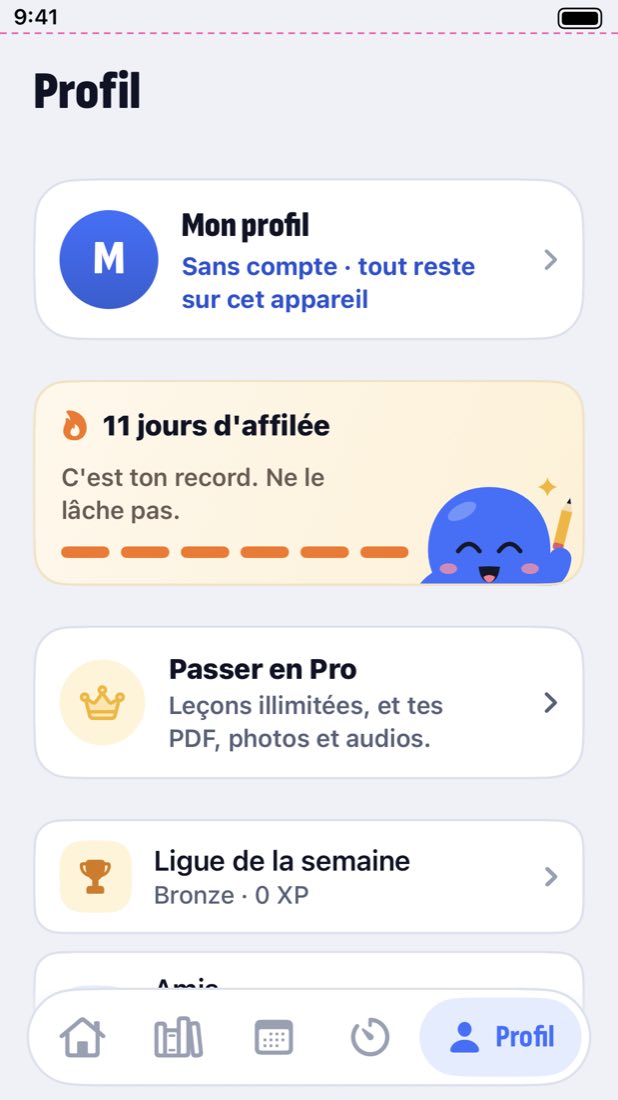 9:41
Profil
M
Mon profil
Sans compte · tout reste
sur cet appareil
11 jours d'affilée
C'est ton record. Ne le
lâche pas.
Passer en Pro
Leçons illimitées, et tes
PDF, photos et audios.
Ligue de la semaine
Bronze · 0 XP
Amis
Profil